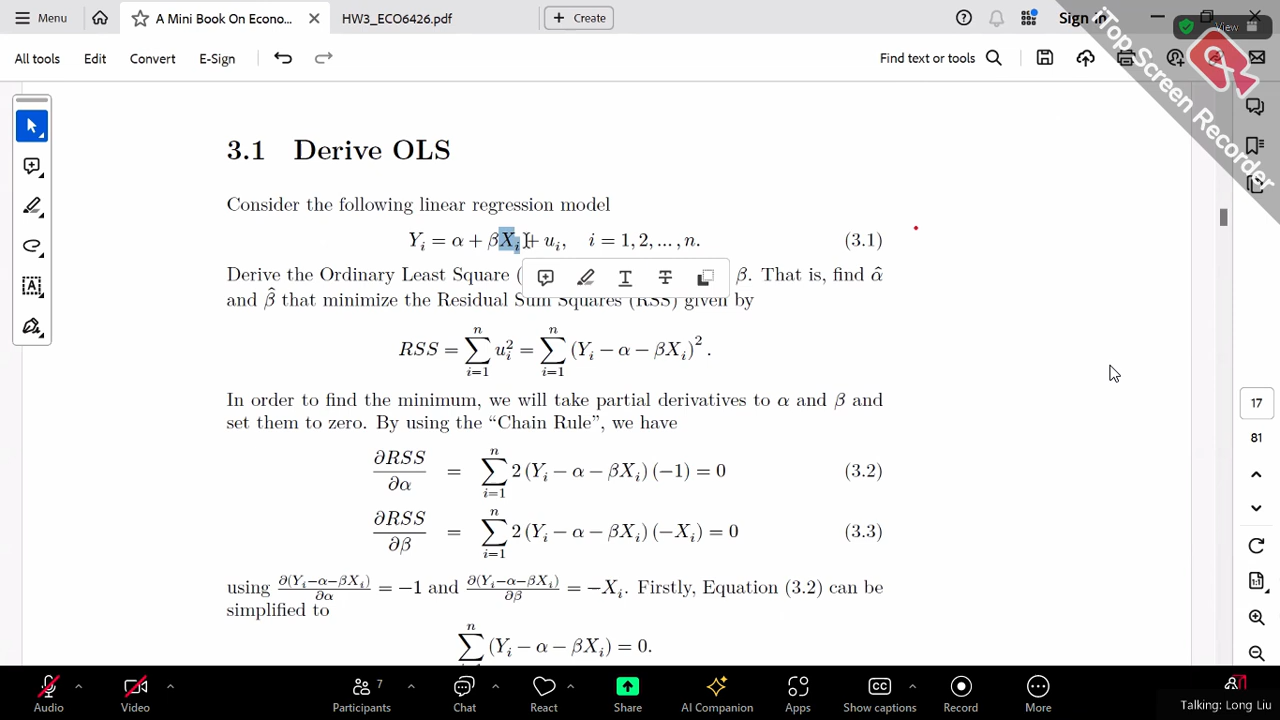 Menu
A Mini Book On Econo...
HW3_ECO6426.pdf
Create
Sign in
View
All tools
Edit
Convert
E-Sign
Find text or tools
iTop Screen Recorder
3.1 Derive OLS
Consider the following linear regression model
Yᵢ = α + βXᵢ + uᵢ, i = 1, 2, ..., n. (3.1)
Derive the Ordinary Least Square ( β. That is, find α̂
and β̂ that minimize the Residual Sum Squares (RSS) given by
RSS = ∑ᵢ₌₁ⁿ uᵢ² = ∑ᵢ₌₁ⁿ (Yᵢ − α − βXᵢ)².
In order to find the minimum, we will take partial derivatives to α and β and
set them to zero. By using the “Chain Rule”, we have
∂RSS/∂α = ∑ᵢ₌₁ⁿ 2 (Yᵢ − α − βXᵢ) (−1) = 0 (3.2)
∂RSS/∂β = ∑ᵢ₌₁ⁿ 2 (Yᵢ − α − βXᵢ) (−Xᵢ) = 0 (3.3)
using ∂(Yᵢ−α−βXᵢ)/∂α = −1 and ∂(Yᵢ−α−βXᵢ)/∂β = −Xᵢ. Firstly, Equation (3.2) can be
simplified to
∑ⁿ (Yᵢ − α − βXᵢ) = 0.
17
81
1:1
Audio
Video
Participants
7
Chat
React
Share
AI Companion
Apps
Show captions
Record
More
Talking: Long Liu